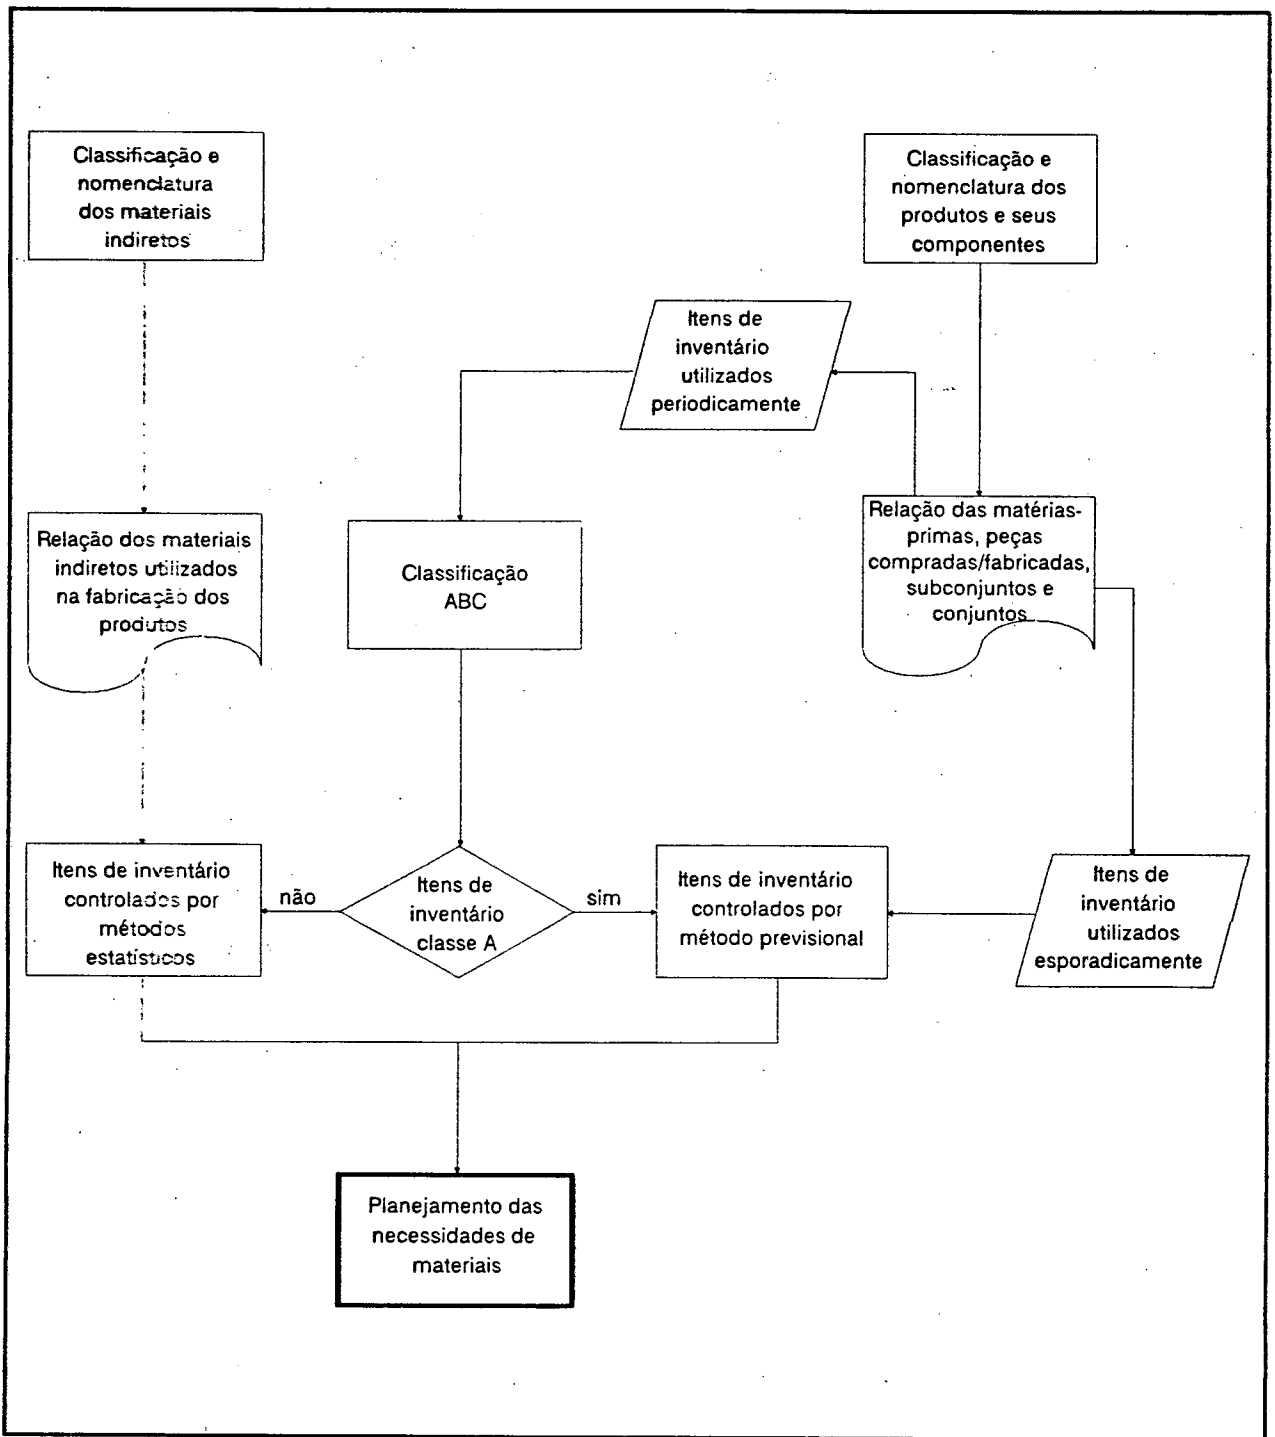 Classificação e
nomenclatura
dos materiais
indiretos
Classificação e
nomenclatura dos
produtos e seus
componentes
Itens de
inventário
utilizados
periodicamente
Relação dos materiais
indiretos utilizados
na fabricação dos
produtos
Classificação
ABC
Relação das matérias-
primas, peças
compradas/fabricadas,
subconjuntos e
conjuntos
Itens de inventário
controlados por
métodos
estatísticos
não
Itens de
inventário
classe A
sim
Itens de inventário
controlados por
método previsional
Itens de
inventário
utilizados
esporadicamente
Planejamento das
necessidades de
materiais